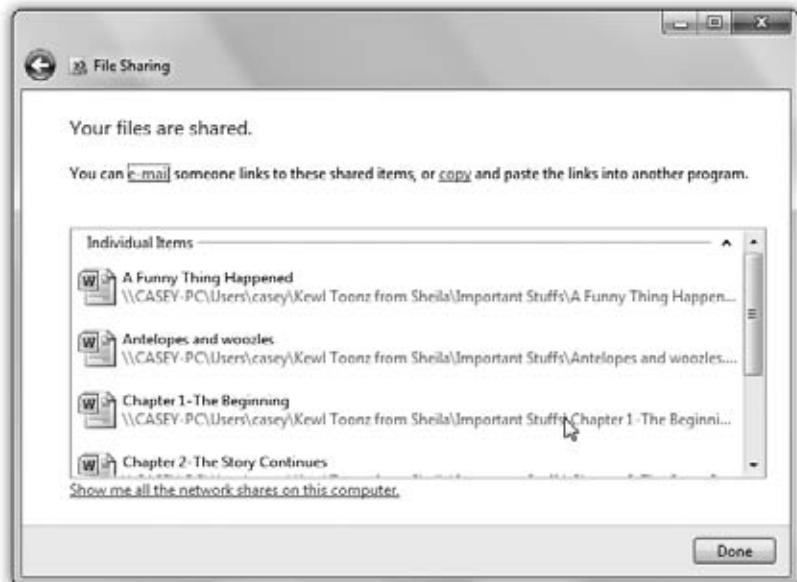 File Sharing
Your files are shared.
You can e-mail someone links to these shared items, or copy and paste the links into another program.
Individual Items
A Funny Thing Happened
\\CASEY-PC\Users\casey\Kewl Toonz from Sheila\Important Stuffs\A Funny Thing Happen...
Antelopes and woozles
\\CASEY-PC\Users\casey\Kewl Toonz from Sheila\Important Stuffs\Antelopes and woozles....
Chapter 1-The Beginning
\\CASEY-PC\Users\casey\Kewl Toonz from Sheila\Important Stuffs\Chapter 1-The Beginni...
Chapter 2-The Story Continues
Show me all the network shares on this computer.
Done